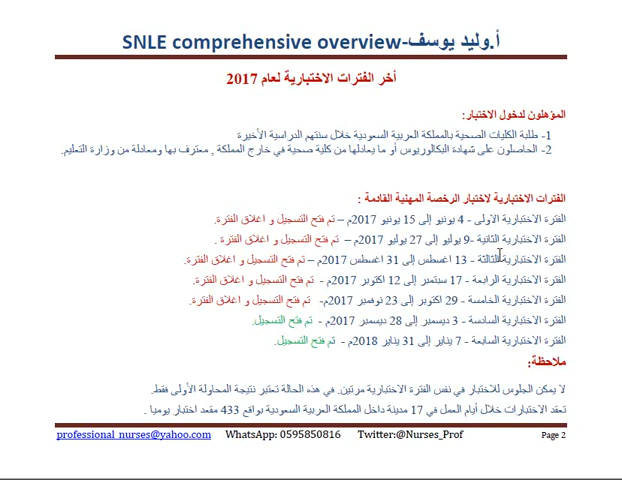 أ.وليد يوسف-SNLE comprehensive overview
أخر الفترات الاختبارية لعام 2017
المؤهلون لدخول الاختبار:
1- طلبة الكليات الصحية بالمملكة العربية السعودية خلال سنتهم الدراسية الأخيرة
2- الحاصلون على شهادة البكالوريوس أو ما يعادلها من كلية صحية في خارج المملكة , معترف بها ومعادلة من وزارة التعليم.
الفترات الاختبارية لاختبار الرخصة المهنية القادمة :
الفترة الاختبارية الاولى - 4 يونيو إلى 15 يونيو 2017م – تم فتح التسجيل و اغلاق الفترة.
الفترة الاختبارية الثانية -9 يوليو إلى 27 يوليو 2017م – تم فتح التسجيل و اغلاق الفترة .
الفترة الاختبارية الثالثة - 13 اغسطس إلى 31 اغسطس 2017م – تم فتح التسجيل و اغلاق الفترة.
الفترة الاختبارية الرابعة - 17 سبتمبر إلى 12 اكتوبر 2017م - تم فتح التسجيل و اغلاق الفترة.
الفترة الاختبارية الخامسة - 29 اكتوبر إلى 23 نوفمبر 2017م- تم فتح التسجيل و اغلاق الفترة.
الفترة الاختبارية السادسة - 3 ديسمبر إلى 28 ديسمبر 2017م - تم فتح التسجيل.
الفترة الاختبارية السابعة - 7 يناير إلى 31 يناير 2018م - تم فتح التسجيل.
ملاحظة:
لا يمكن الجلوس للاختبار في نفس الفترة الاختبارية مرتين. في هذه الحالة تعتبر نتيجة المحاولة الأولى فقط.
تعقد الاختبارات خلال أيام العمل في 17 مدينة داخل المملكة العربية السعودية بواقع 433 مقعد اختبار يوميا .
professional_nurses@yahoo.com WhatsApp: 0595850816 Twitter:@Nurses_Prof Page 2